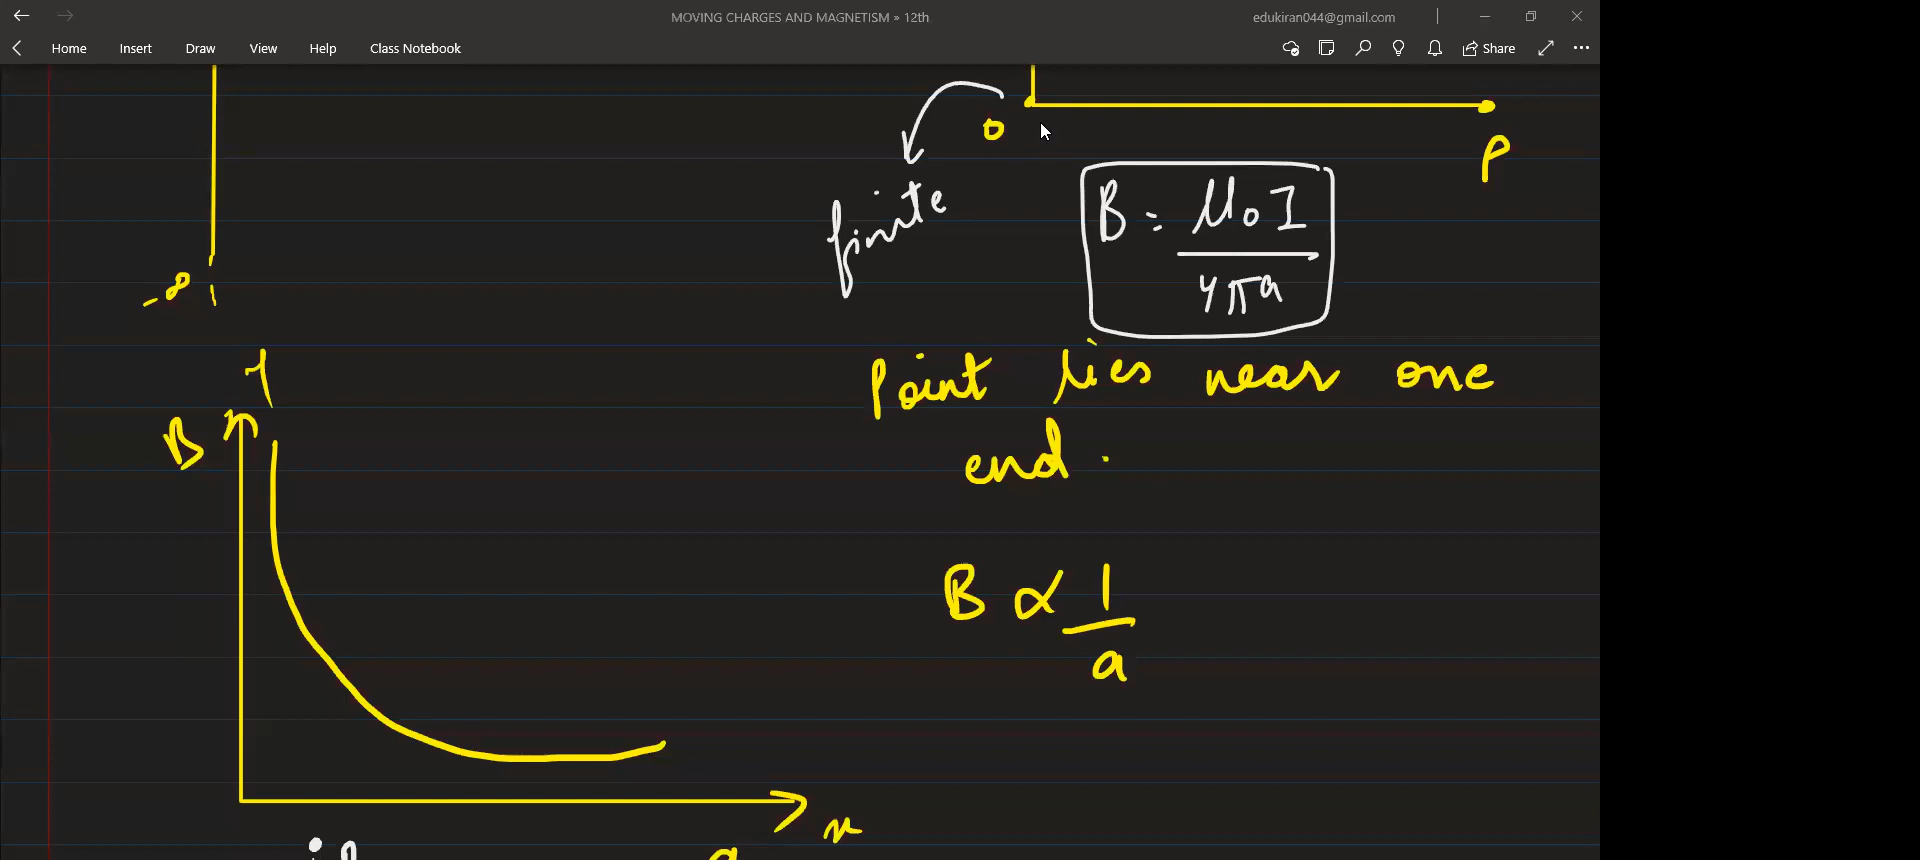 MOVING CHARGES AND MAGNETISM » 12th
edukiran044@gmail.com
Home Insert Draw View Help Class Notebook
Share
O
P
finite
B = μ0 I / 4πa
-∞
Point lies near one
end.
y
B
B ∝ 1/a
x
a